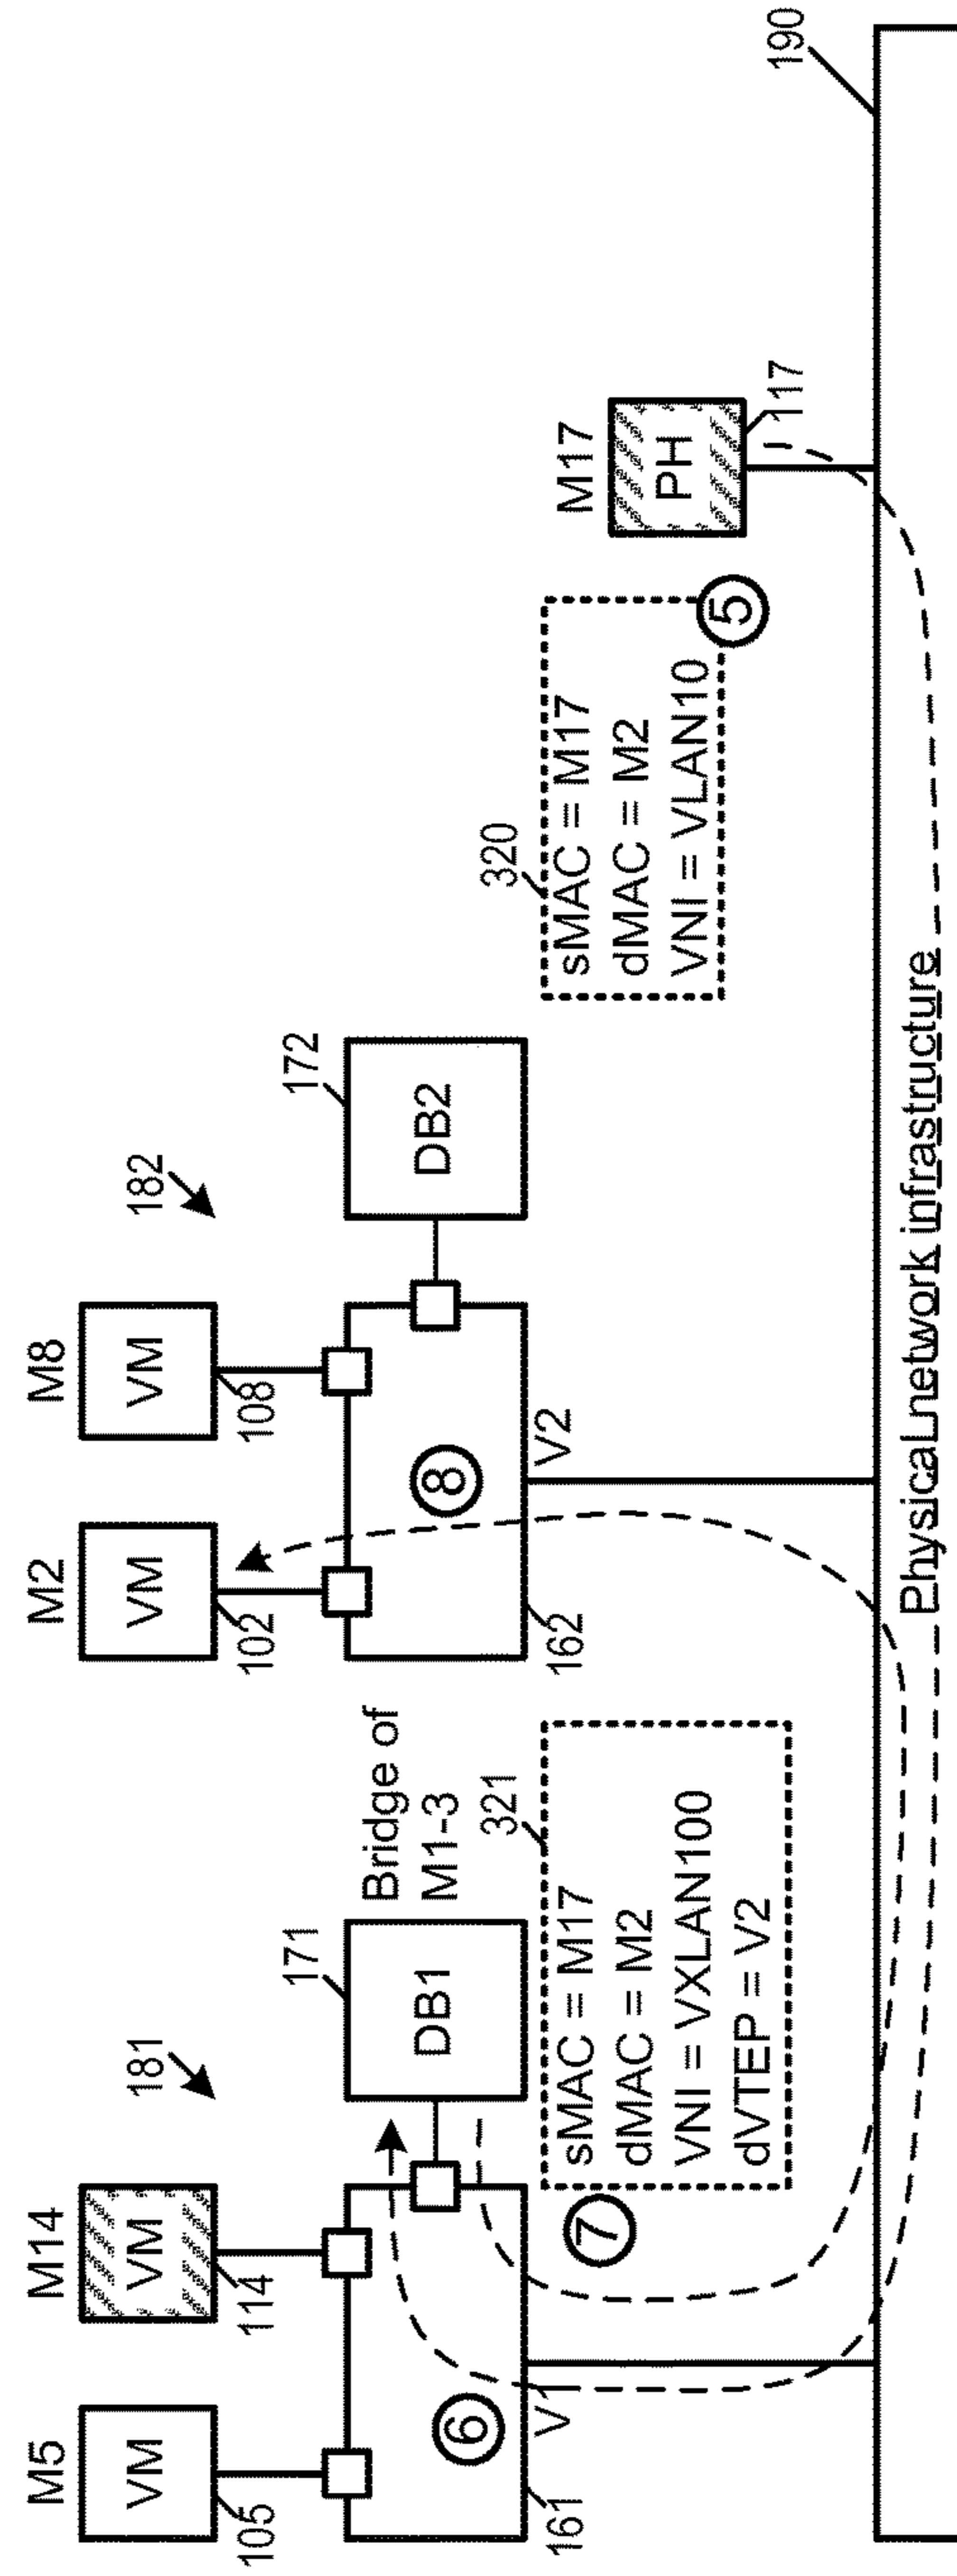 M5
M14
181
M2
M8
182
VM
VM
VM
VM
105
114
102
108
171
Bridge of
M1-3
172
6
DB1
8
DB2
161
V1
162
V2
7
321
sMAC = M17
dMAC = M2
VNI = VXLAN100
dVTEP = V2
320
sMAC = M17
dMAC = M2
VNI = VLAN10
5
M17
PH
117
190
Physical network infrastructure